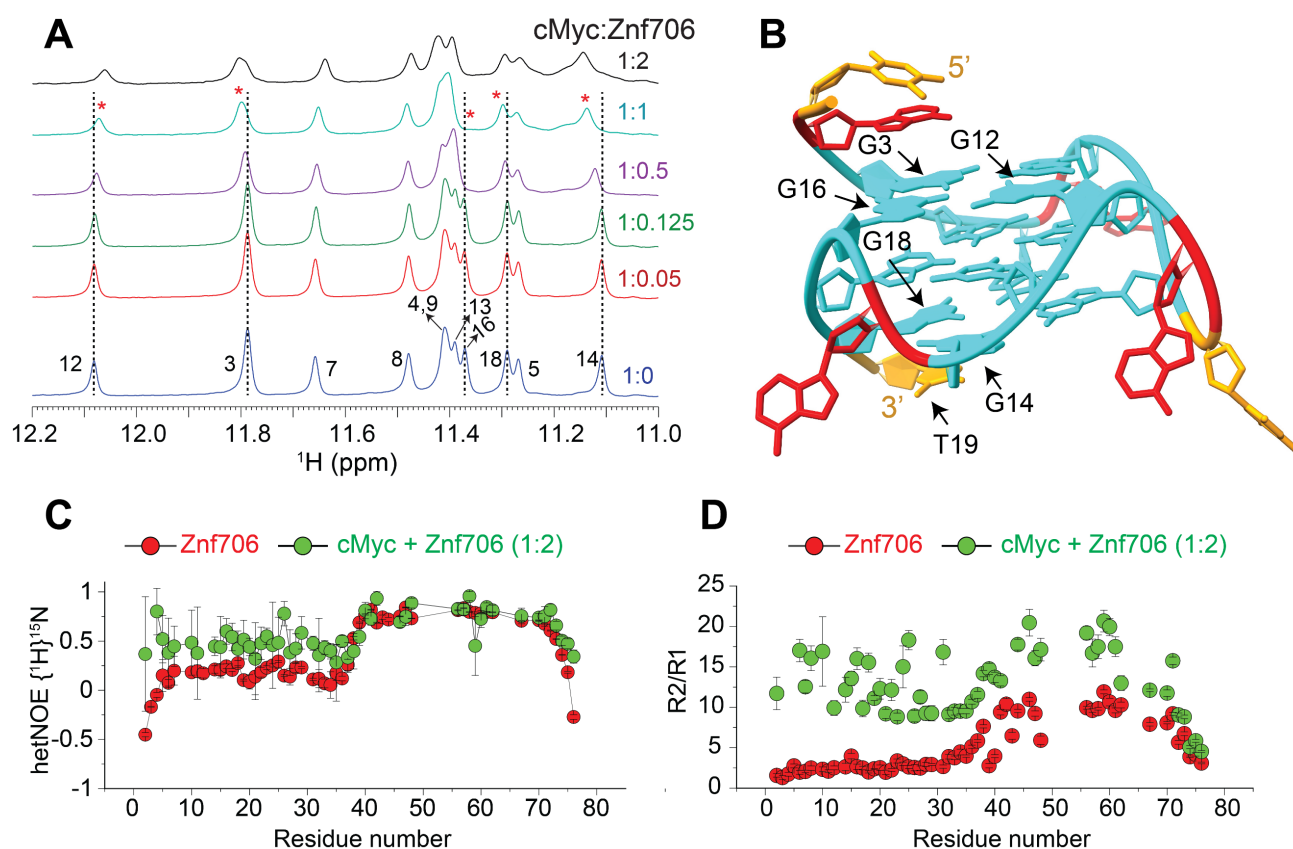 A
cMyc:Znf706
1:2
* * * * *
1:1
1:0.5
1:0.125
1:0.05
4,9 13
16
12 3 7 8 18 5 14
1:0
12.2 12.0 11.8 11.6 11.4 11.2 11.0
¹H (ppm)
B
5’
G3 G12
G16
G18
3’
G14
T19
C
Znf706 cMyc + Znf706 (1:2)
hetNOE {¹H}¹⁵N
1
0.5
0
-0.5
-1
0 10 20 30 40 50 60 70 80
Residue number
D
Znf706 cMyc + Znf706 (1:2)
R2/R1
25
20
15
10
5
0
0 10 20 30 40 50 60 70 80
Residue number